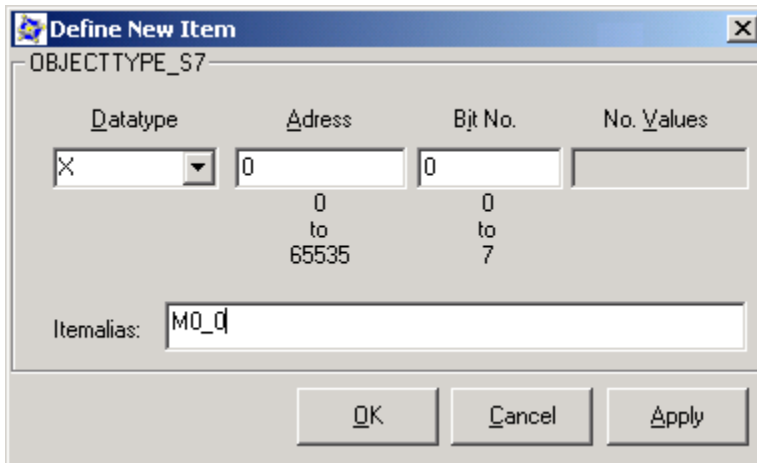 Define New Item
OBJECTTYPE_S7
Datatype Adress Bit No. No. Values
X 0 0
0 0
to to
65535 7
Itemalias: M0_0
OK Cancel Apply